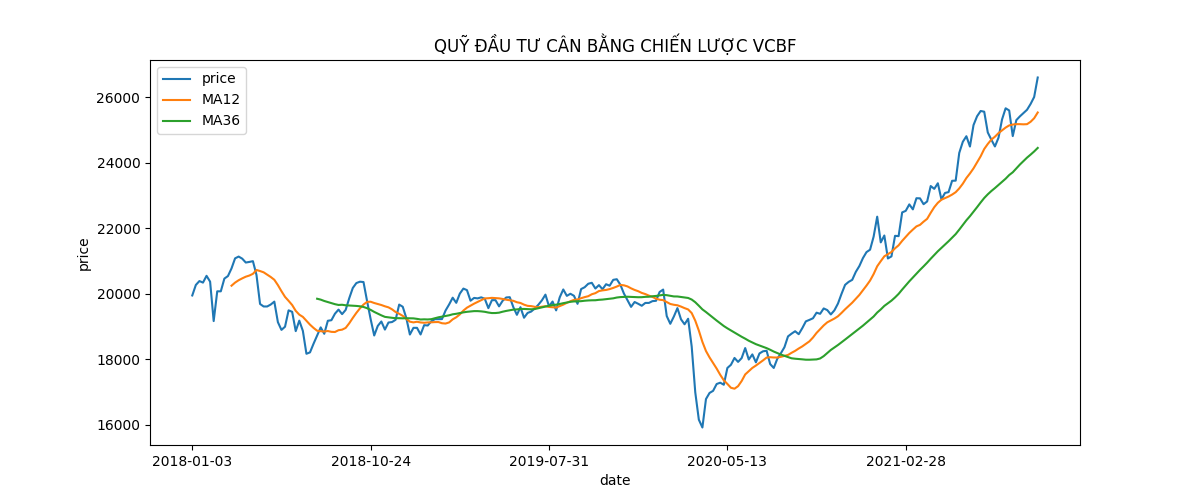 QUỸ ĐẦU TƯ CÂN BẰNG CHIẾN LƯỢC VCBF
price
MA12
MA36
26000
24000
22000
20000
18000
16000
price
2018-01-03
2018-10-24
2019-07-31
2020-05-13
2021-02-28
date